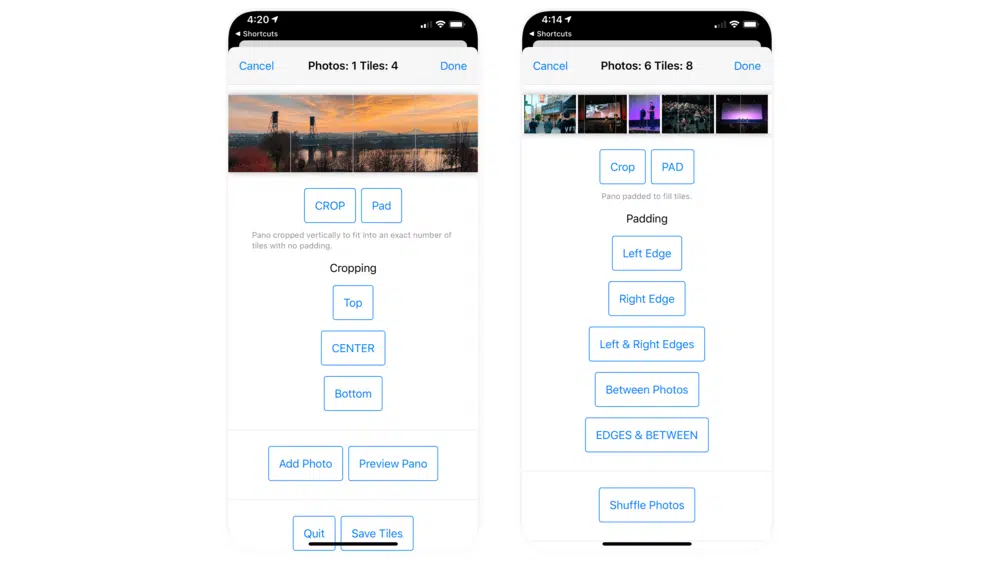 4:20
◀ Shortcuts
Cancel
Photos: 1 Tiles: 4
Done
CROP
Pad
Pano cropped vertically to fit into an exact number of
tiles with no padding.
Cropping
Top
CENTER
Bottom
Add Photo
Preview Pano
Quit
Save Tiles
4:14
◀ Shortcuts
Cancel
Photos: 6 Tiles: 8
Done
Crop
PAD
Pano padded to fill tiles.
Padding
Left Edge
Right Edge
Left & Right Edges
Between Photos
EDGES & BETWEEN
Shuffle Photos